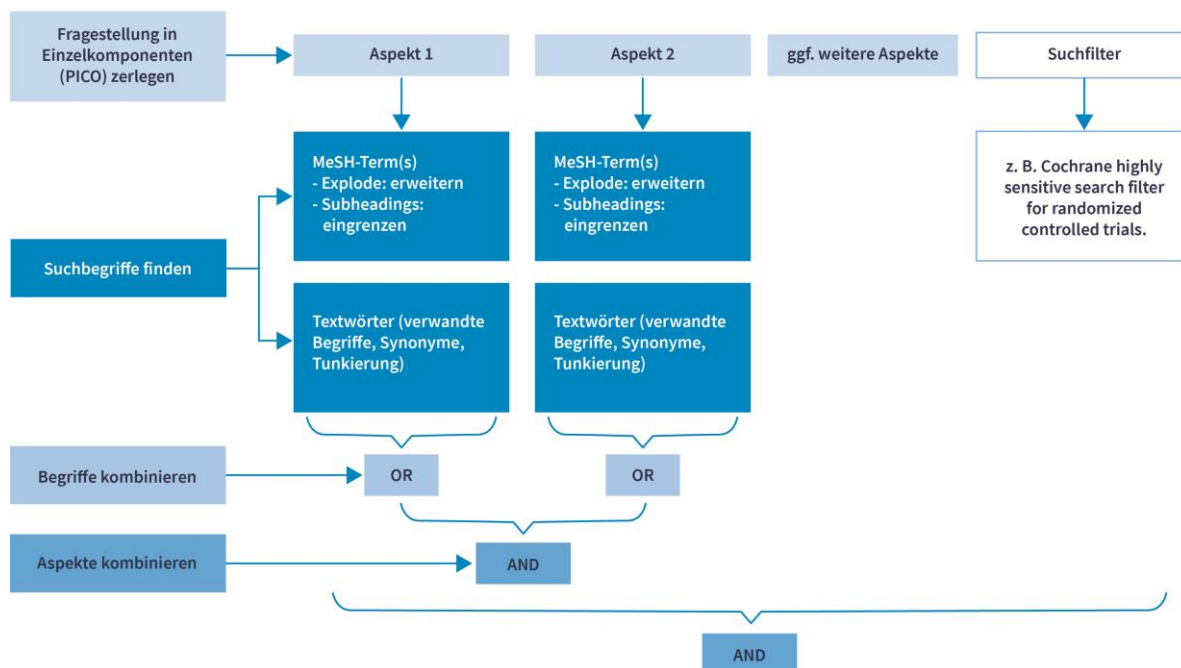 Fragestellung in
Einzelkomponenten
(PICO) zerlegen
Aspekt 1
Aspekt 2
ggf. weitere Aspekte
Suchfilter
MeSH-Term(s)
- Explode: erweitern
- Subheadings:
eingrenzen
MeSH-Term(s)
- Explode: erweitern
- Subheadings:
eingrenzen
z. B. Cochrane highly
sensitive search filter
for randomized
controlled trials.
Suchbegriffe finden
Textwörter (verwandte
Begriffe, Synonyme,
Tunkierung)
Textwörter (verwandte
Begriffe, Synonyme,
Tunkierung)
Begriffe kombinieren
OR
OR
Aspekte kombinieren
AND
AND